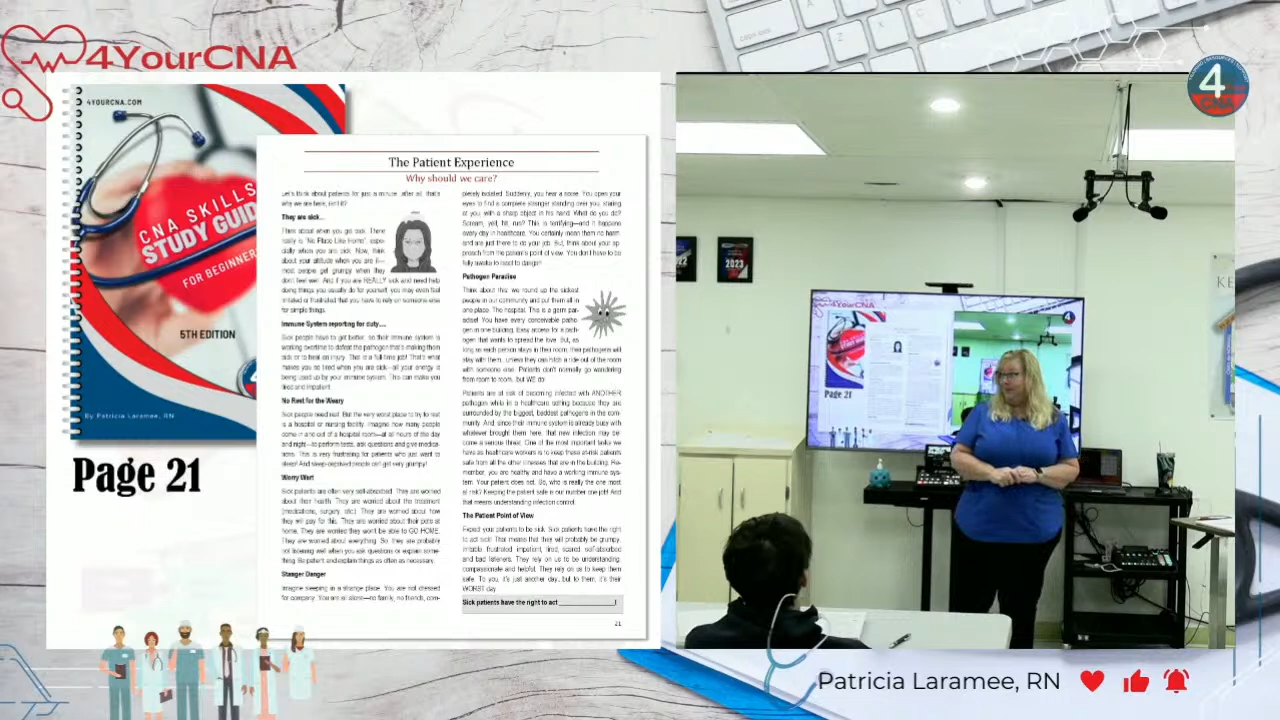 4YourCNA
4YOURCNA.COM
CNA SKILLS
STUDY GUID
FOR BEGINNER
5TH EDITION
By Patricia Laramee, RN
Page 21
The Patient Experience
Why should we care?
Let's think about patients for just a minute...after all, that's
why we are here, isn't it?
They are sick...
Think about when you get sick. There
really is "No Place Like Home", espe-
cially when you are sick. Now, think
about your attitude when you are ill—
most people get grumpy when they
don't feel well. And if you are REALLY sick and need help
doing things you usually do for yourself, you may even feel
irritated or frustrated that you have to rely on someone else
for simple things.
Immune System reporting for duty...
Sick people have to get better, so their immune system is
working overtime to defeat the pathogen that's making them
sick or to heal an injury. This is a full-time job! That's what
makes you so tired when you are sick—all your energy is
being used up by your immune system. This can make you
tired and impatient.
No Rest for the Weary
Sick people need rest. But the very worst place to try to rest
is a hospital or nursing facility. Imagine how many people
come in and out of a hospital room—at all hours of the day
and night—to perform tests, ask questions and give medica-
tions. This is very frustrating for patients who just want to
sleep! And sleep-deprived people can get very grumpy!
Worry Wart
Sick patients are often very self-absorbed. They are worried
about their health. They are worried about the treatment
(medications, surgery, etc). They are worried about how
they will pay for this. They are worried about their pets at
home. They are worried they won't be able to GO HOME.
They are worried about everything. So, they are probably
not listening well when you ask questions or explain some-
thing. Be patient and explain things as often as necessary.
Stanger Danger
Imagine sleeping in a strange place. You are not dressed
for company. You are all alone—no family, no friends, com-
pletely isolated. Suddenly, you hear a noise. You open your
eyes to find a complete stranger standing over you, staring
at you, with a sharp object in his hand. What do you do?
Scream, yell, hit, run? This is terrifying—and it happens
every day in healthcare. You certainly mean them no harm
and are just there to do your job. But, think about your ap-
proach from the patient's point of view. You don't have to be
fully awake to react to danger!
Pathogen Paradise
Think about this: we round up the sickest
people in our community and put them all in
one place. The hospital. This is a germ par-
adise! You have every conceivable patho-
gen in one building. Easy access for a path-
ogen that wants to spread the love. But, as
long as each person stays in their room, their pathogens will
stay with them...unless they can hitch a ride out of the room
with someone else. Patients don't normally go wandering
from room to room, but WE do!
Patients are at risk of becoming infected with ANOTHER
pathogen while in a healthcare setting because they are
surrounded by the biggest, baddest pathogens in the com-
munity. And, since their immune system is already busy with
whatever brought them here, that new infection may be-
come a serious threat. One of the most important tasks we
have as healthcare workers is to keep these at-risk patients
safe from all the other illnesses that are in the building. Re-
member, you are healthy and have a working immune sys-
tem. Your patient does not. So, who is really the one most
at risk? Keeping the patient safe is our number one job! And
that means understanding infection control.
The Patient Point of View
Expect your patients to be sick. Sick patients have the right
to act sick! That means that they will probably be grumpy,
irritable, frustrated, impatient, tired, scared, self-absorbed
and bad listeners. They rely on us to be understanding,
compassionate and helpful. They rely on us to keep them
safe. To you, it's just another day...but to them, it's their
WORST day.
Sick patients have the right to act ______________!
21
4
CNA
2023
4YourCNA
Page 21
KE
Patricia Laramee, RN